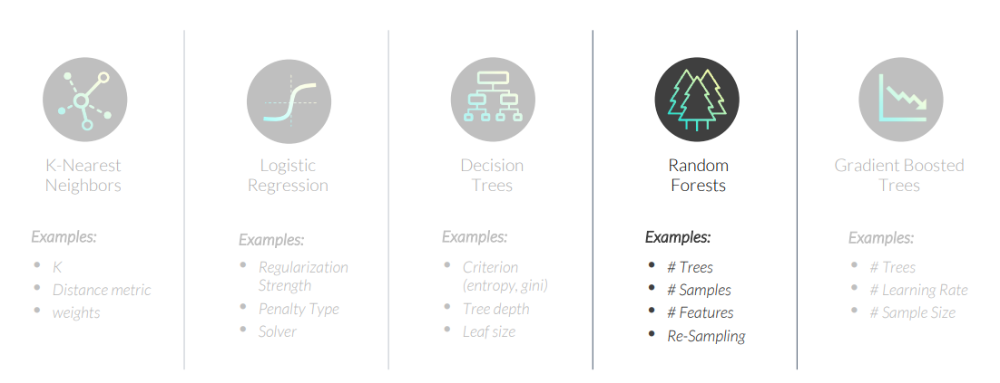 K-Nearest
Neighbors
Examples:
K
Distance metric
weights
Logistic
Regression
Examples:
Regularization
Strength
Penalty Type
Solver
Decision
Trees
Examples:
Criterion
(entropy, gini)
Tree depth
Leaf size
Random
Forests
Examples:
# Trees
# Samples
# Features
Re-Sampling
Gradient Boosted
Trees
Examples:
# Trees
# Learning Rate
# Sample Size